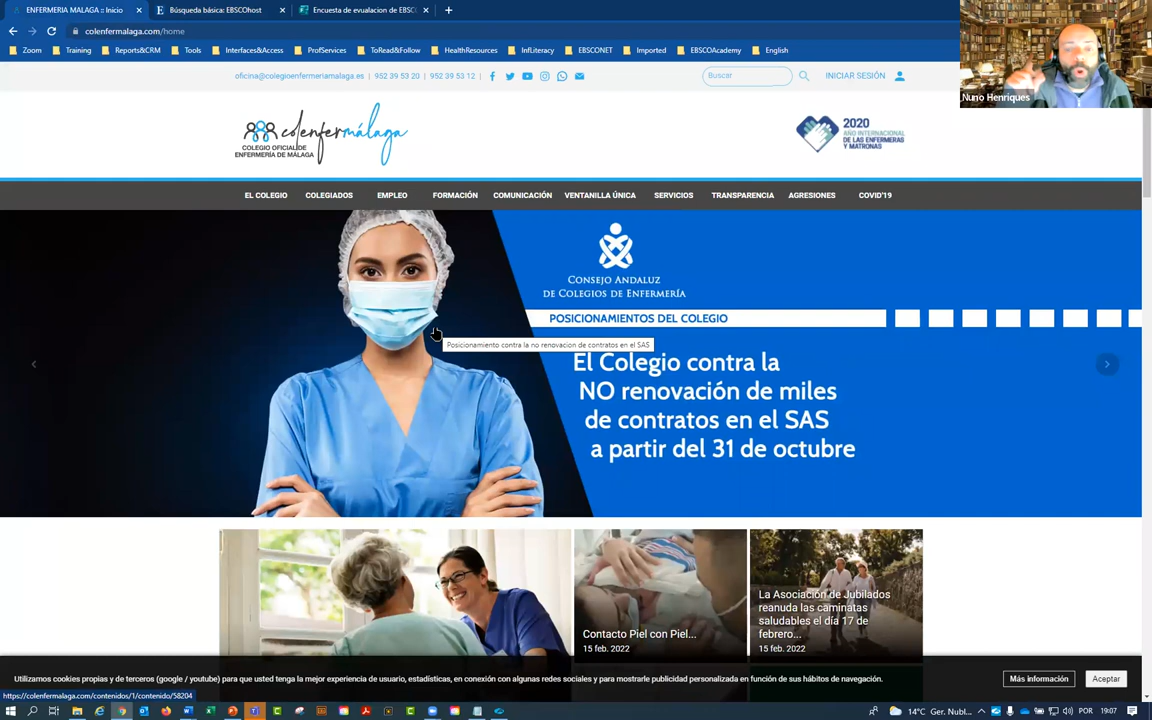 ENFERMERIA MALAGA :: Inicio
Búsqueda básica: EBSCOhost
Encuesta de evualacion de EBSC
colenfermalaga.com/home
Zoom Training Reports&CRM Tools Interfaces&Access ProfServices ToRead&Follow HealthResources InfLiteracy EBSCONET Imported EBSCOAcademy English
Nuno Henriques
oficina@colegioenfermeriamalaga.es | 952 39 53 20 | 952 39 53 12 |
Buscar
INICIAR SESIÓN
colenfermálaga
COLEGIO OFICIAL DE
ENFERMERÍA DE MÁLAGA
2020
AÑO INTERNACIONAL
DE LAS ENFERMERAS
Y MATRONAS
EL COLEGIO COLEGIADOS EMPLEO FORMACIÓN COMUNICACIÓN VENTANILLA ÚNICA SERVICIOS TRANSPARENCIA AGRESIONES COVID'19
CONSEJO ANDALUZ
DE COLEGIOS DE ENFERMERÍA
POSICIONAMIENTOS DEL COLEGIO
Posicionamiento contra la no renovacion de contratos en el SAS
El Colegio contra la
NO renovación de miles
de contratos en el SAS
a partir del 31 de octubre
Contacto Piel con Piel...
15 feb. 2022
La Asociación de Jubilados
reanuda las caminatas
saludables el día 17 de
febrero...
15 feb. 2022
Utilizamos cookies propias y de terceros (google / youtube) para que usted tenga la mejor experiencia de usuario, estadísticas, en conexión con algunas redes sociales y para mostrarle publicidad personalizada en función de sus hábitos de navegación.
Más información
Aceptar
https://colenfermalaga.com/contenidos/1/contenido/58204
14°C Ger. Nubl... POR 19:07